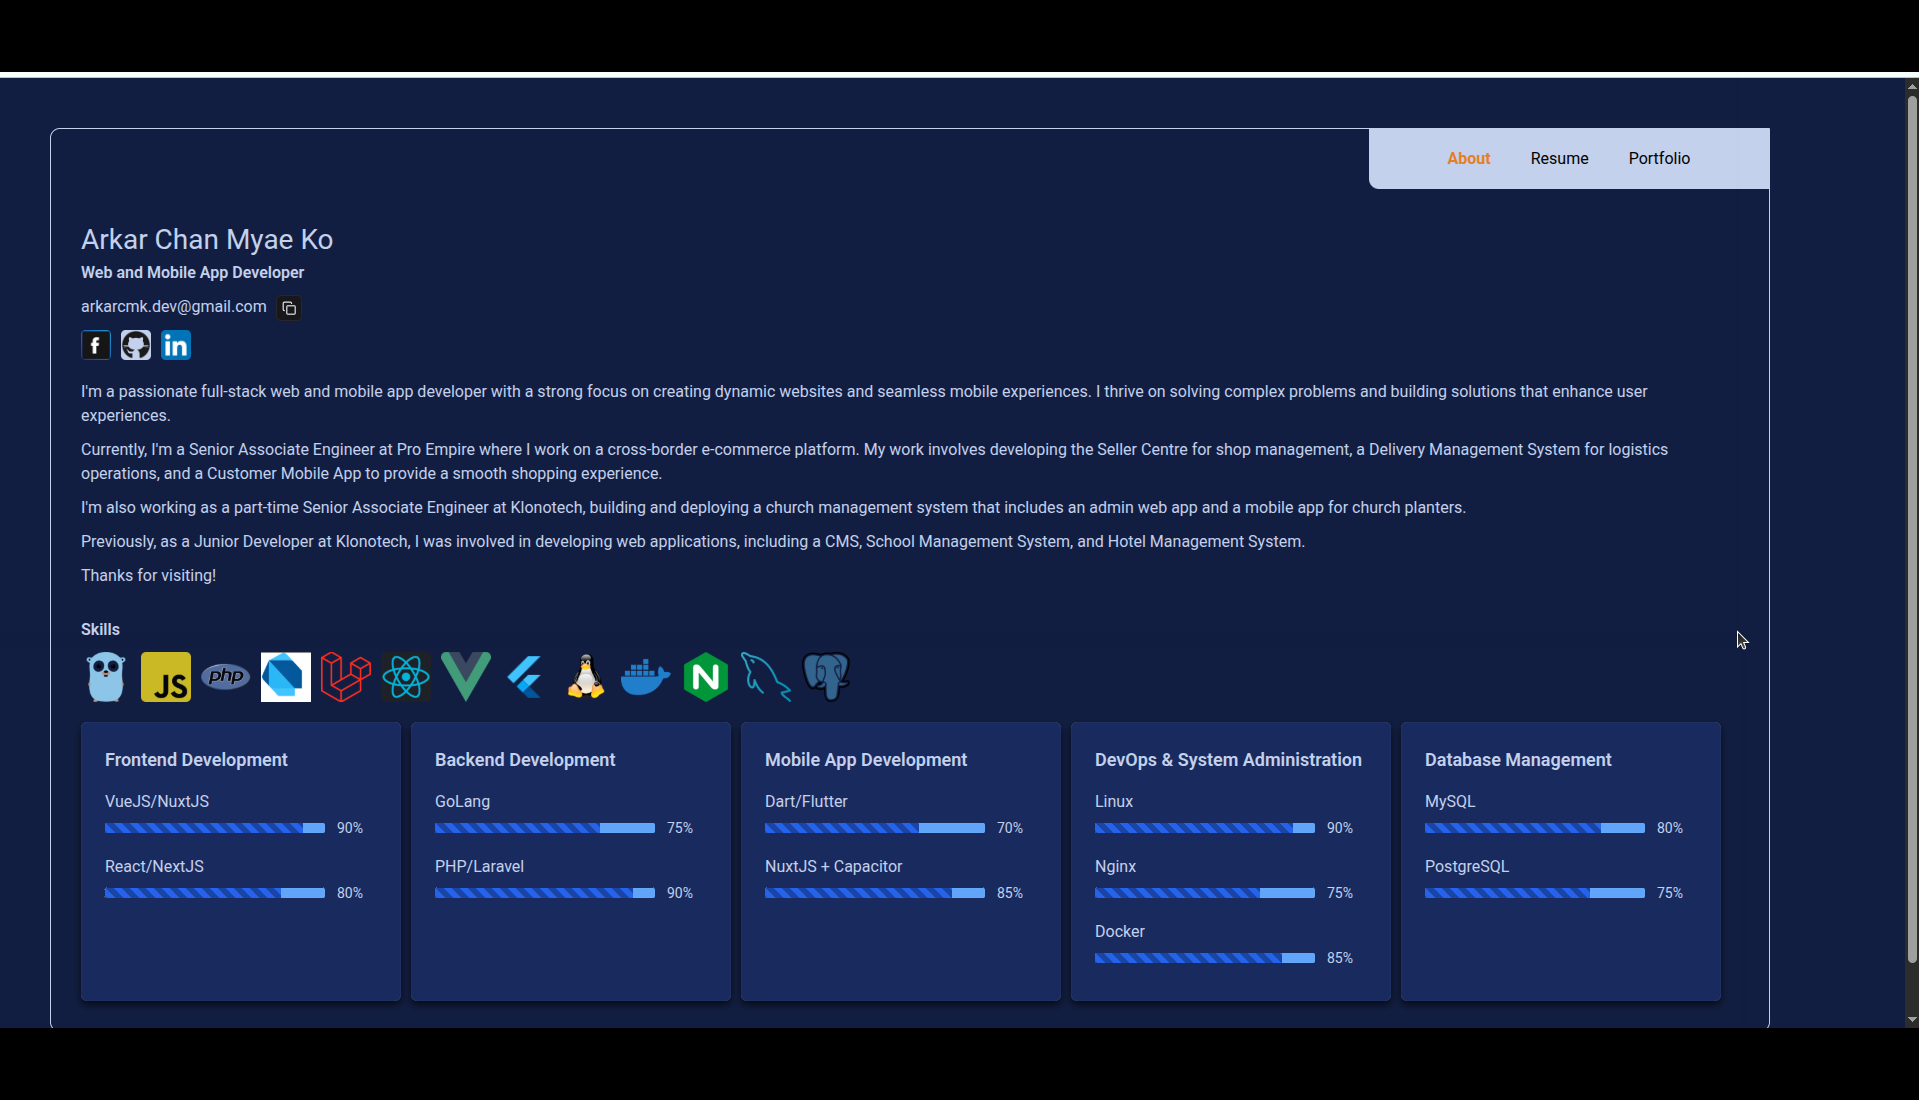 About Resume Portfolio
Arkar Chan Myae Ko
Web and Mobile App Developer
arkarcmk.dev@gmail.com
f in
I'm a passionate full-stack web and mobile app developer with a strong focus on creating dynamic websites and seamless mobile experiences. I thrive on solving complex problems and building solutions that enhance user
experiences.
Currently, I'm a Senior Associate Engineer at Pro Empire where I work on a cross-border e-commerce platform. My work involves developing the Seller Centre for shop management, a Delivery Management System for logistics
operations, and a Customer Mobile App to provide a smooth shopping experience.
I'm also working as a part-time Senior Associate Engineer at Klonotech, building and deploying a church management system that includes an admin web app and a mobile app for church planters.
Previously, as a Junior Developer at Klonotech, I was involved in developing web applications, including a CMS, School Management System, and Hotel Management System.
Thanks for visiting!
Skills
JS php N
Frontend Development
VueJS/NuxtJS
90%
React/NextJS
80%
Backend Development
GoLang
75%
PHP/Laravel
90%
Mobile App Development
Dart/Flutter
70%
NuxtJS + Capacitor
85%
DevOps & System Administration
Linux
90%
Nginx
75%
Docker
85%
Database Management
MySQL
80%
PostgreSQL
75%